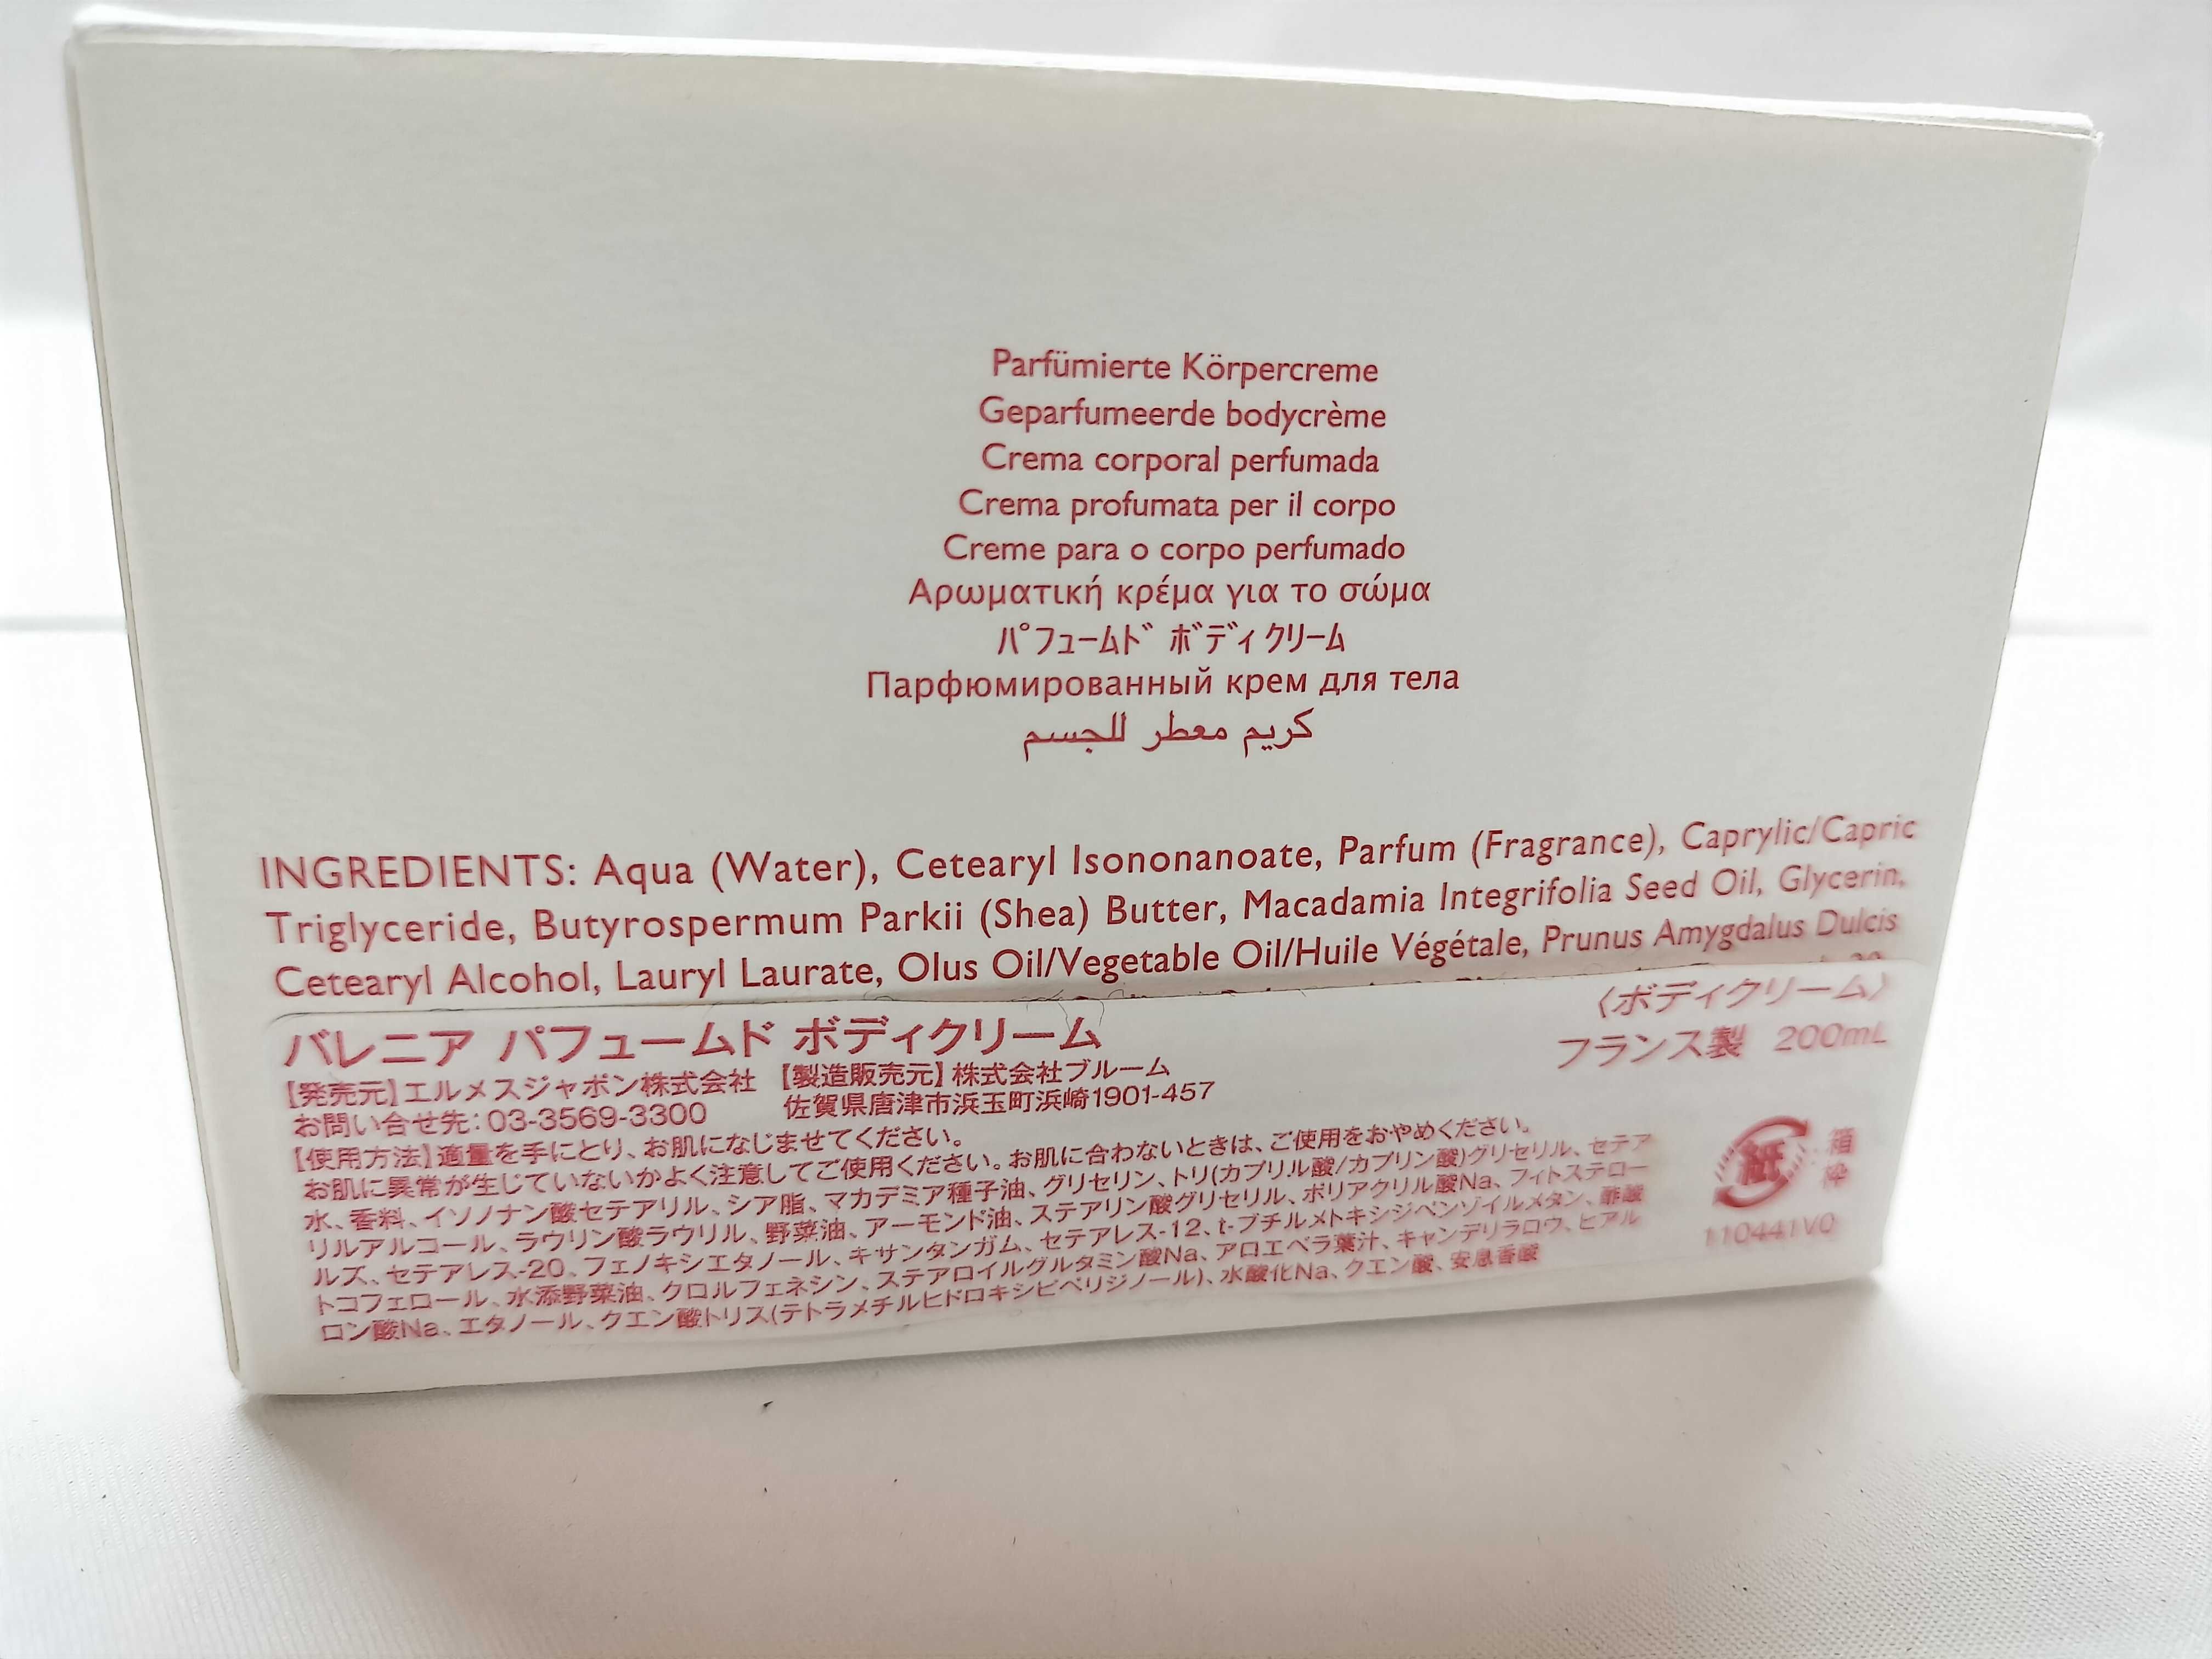 Parfümierte Körpercreme
Geparfumeerde bodycrème
Crema corporal perfumada
Crema profumata per il corpo
Creme para o corpo perfumado
Αρωματική κρέμα για το σώμα
パフュームド ボディ クリーム
Парфюмированный крем для тела
كريم معطر للجسم
INGREDIENTS: Aqua (Water), Cetearyl Isononanoate, Parfum (Fragrance), Caprylic/Capric
Triglyceride, Butyrospermum Parkii (Shea) Butter, Macadamia Integrifolia Seed Oil, Glycerin,
Cetearyl Alcohol, Lauryl Laurate, Olus Oil/Vegetable Oil/Huile Végétale, Prunus Amygdalus Dulcis
バレニア パフュームド ボディクリーム
〈ボディクリーム〉
フランス製 200mL
【発売元】エルメスジャポン株式会社 【製造販売元】株式会社ブルーム
お問い合せ先:03-3569-3300 佐賀県唐津市浜玉町浜崎1901-457
【使用方法】適量を手にとり、お肌になじませてください。
お肌に異常が生じていないかよく注意してご使用ください。お肌に合わないときは、ご使用をおやめください。
水、香料、イソノナン酸セテアリル、シア脂、マカデミア種子油、グリセリン、トリ(カプリル酸/カプリン酸)グリセリル、セテア
リルアルコール、ラウリン酸ラウリル、野菜油、アーモンド油、ステアリン酸グリセリル、ポリアクリル酸Na、フィトステロー
ルズ、セテアレス-20、フェノキシエタノール、キサンタンガム、セテアレス-12、t-ブチルメトキシジベンゾイルメタン、酢酸
トコフェロール、水添野菜油、クロルフェネシン、ステアロイルグルタミン酸Na、アロエベラ葉汁、キャンデリラロウ、ヒアル
ロン酸Na、エタノール、クエン酸トリス(テトラメチルヒドロキシピペリジノール)、水酸化Na、クエン酸、安息香酸
紙 箱
枠
110441V0